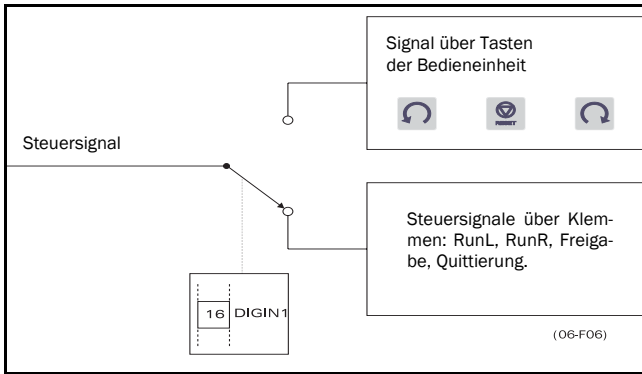 Signal über Tasten
der Bedieneinheit
RESET
Steuersignal
Steuersignale über Klem-
men: RunL, RunR, Freiga-
be, Quittierung.
16 DIGIN1
(06-F06)